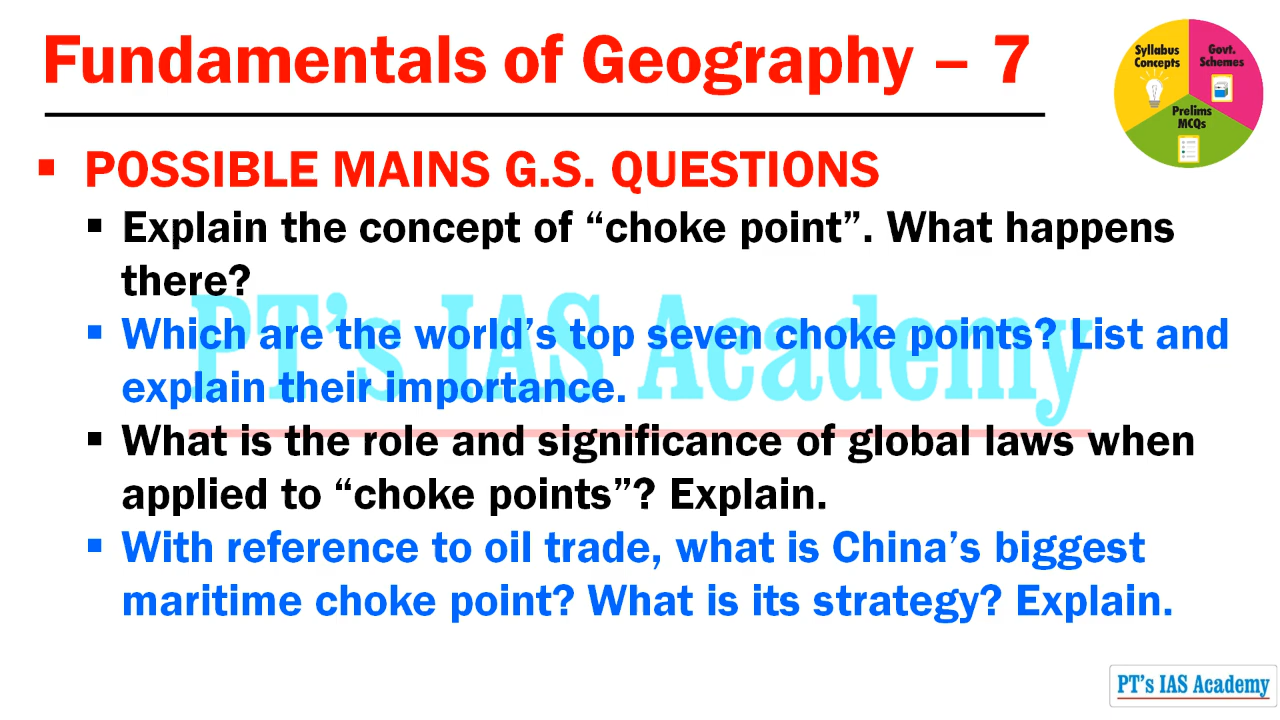 Fundamentals of Geography – 7
Syllabus
Concepts
Govt.
Schemes
Prelims
MCQs
POSSIBLE MAINS G.S. QUESTIONS
Explain the concept of “choke point”. What happens
there?
Which are the world’s top seven choke points? List and
explain their importance.
What is the role and significance of global laws when
applied to “choke points”? Explain.
With reference to oil trade, what is China’s biggest
maritime choke point? What is its strategy? Explain.
PT’s IAS Academy
PT’s IAS Academy